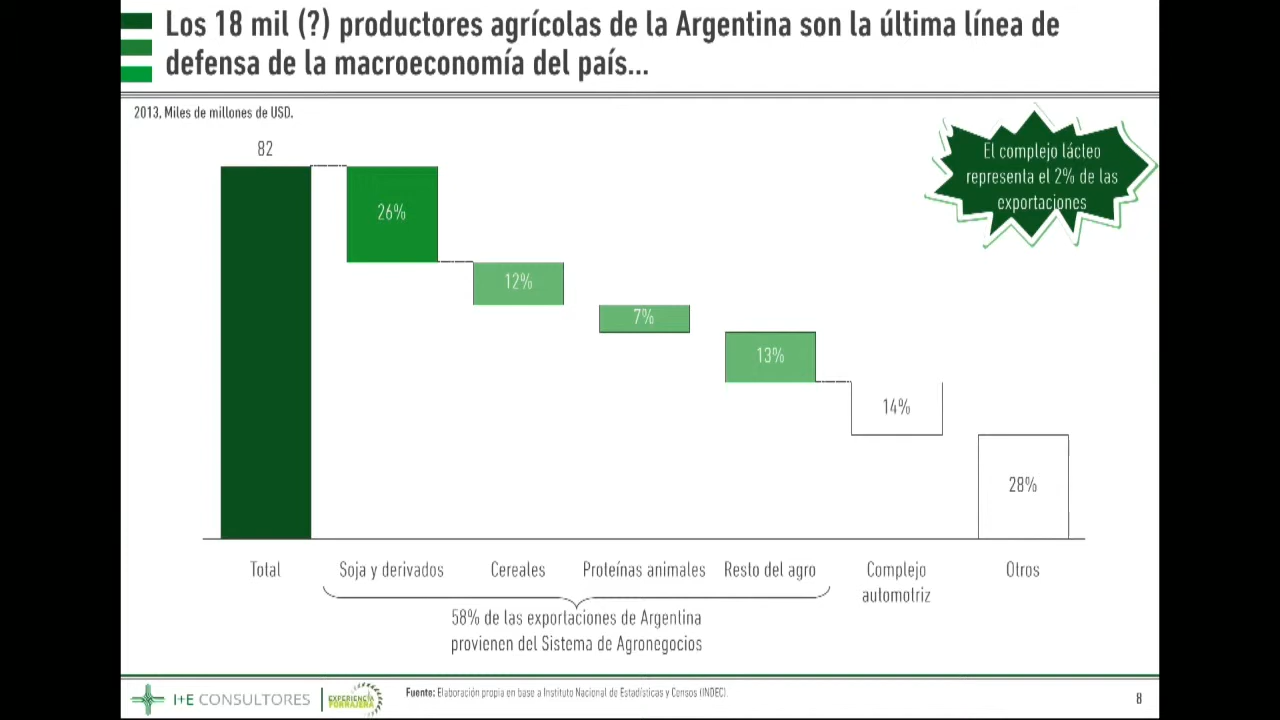 Los 18 mil (?) productores agrícolas de la Argentina son la última línea de
defensa de la macroeconomía del país...
2013, Miles de millones de USD.
El complejo lácteo
representa el 2% de las
exportaciones
82
26%
12%
7%
13%
14%
28%
Total
Soja y derivados
Cereales
Proteínas animales
Resto del agro
Complejo
automotriz
Otros
58% de las exportaciones de Argentina
provienen del Sistema de Agronegocios
I+E CONSULTORES
EXPERIENCIA
FORRAJERA
Fuente: Elaboración propia en base a Instituto Nacional de Estadísticas y Censos (INDEC).
8